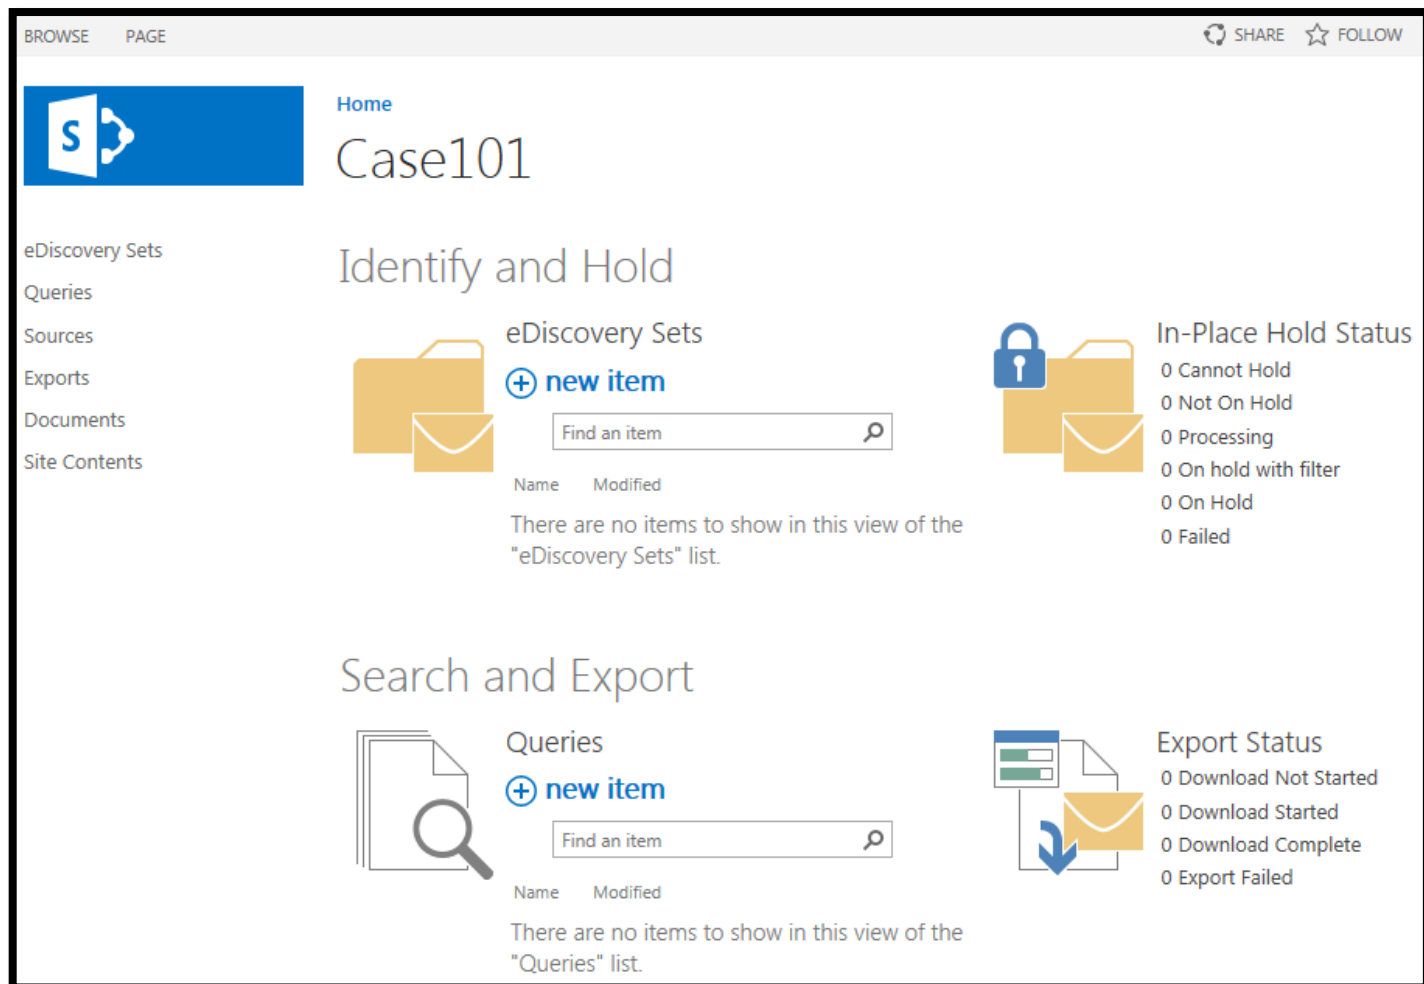 BROWSE PAGE SHARE FOLLOW
S
Home
Case101
eDiscovery Sets
Queries
Sources
Exports
Documents
Site Contents
Identify and Hold
eDiscovery Sets
new item
Find an item
Name Modified
There are no items to show in this view of the
"eDiscovery Sets" list.
In-Place Hold Status
0 Cannot Hold
0 Not On Hold
0 Processing
0 On hold with filter
0 On Hold
0 Failed
Search and Export
Queries
new item
Find an item
Name Modified
There are no items to show in this view of the
"Queries" list.
Export Status
0 Download Not Started
0 Download Started
0 Download Complete
0 Export Failed